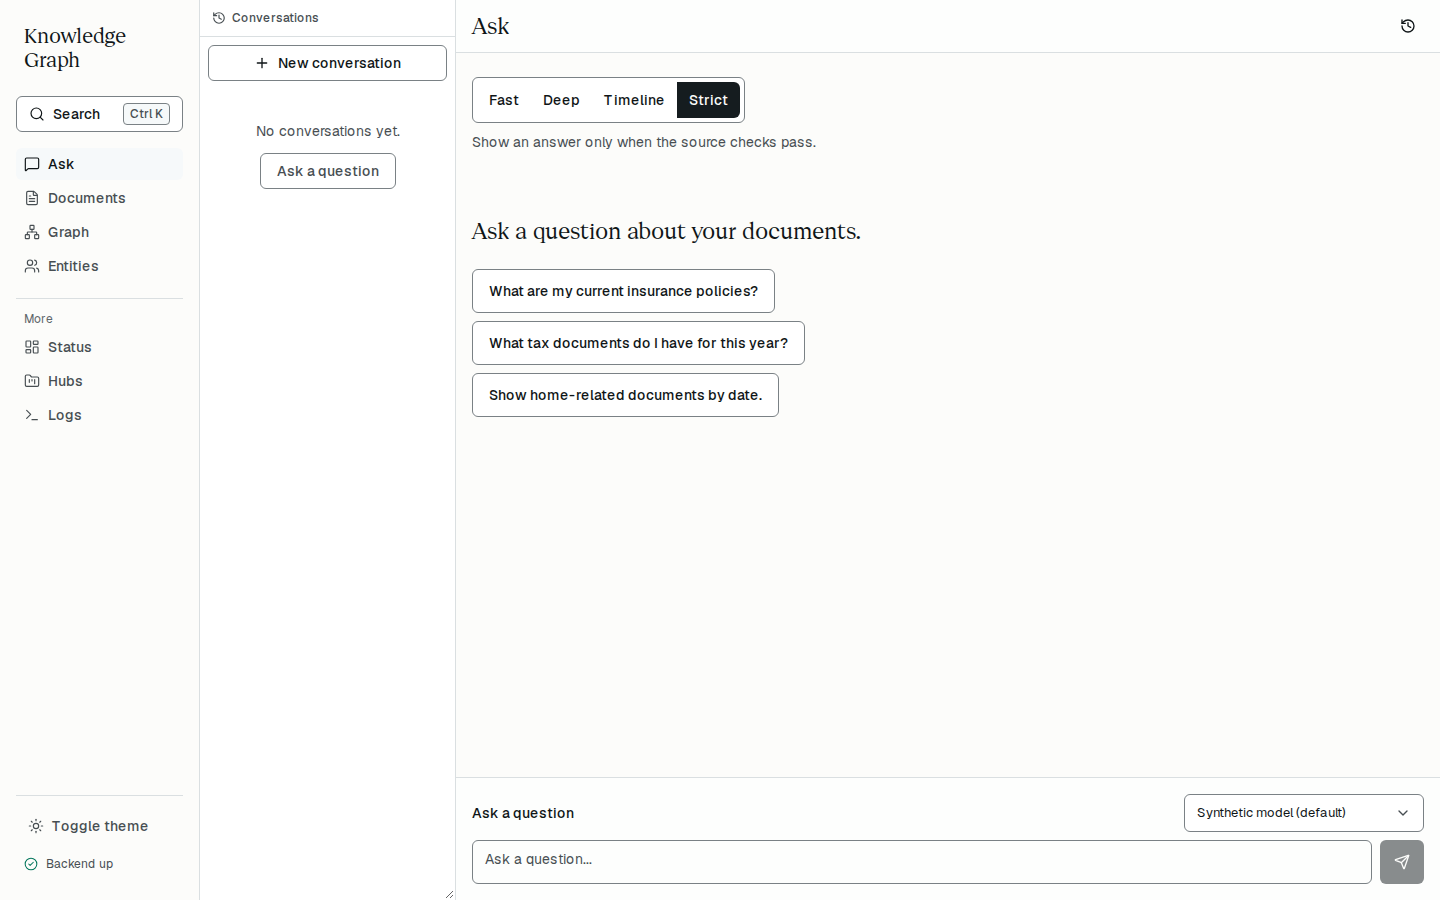 Knowledge
Graph
Search
Ctrl K
Ask
Documents
Graph
Entities
More
Status
Hubs
Logs
Toggle theme
Backend up
Conversations
New conversation
No conversations yet.
Ask a question
Ask
Fast
Deep
Timeline
Strict
Show an answer only when the source checks pass.
Ask a question about your documents.
What are my current insurance policies?
What tax documents do I have for this year?
Show home-related documents by date.
Ask a question
Synthetic model (default)
Ask a question...